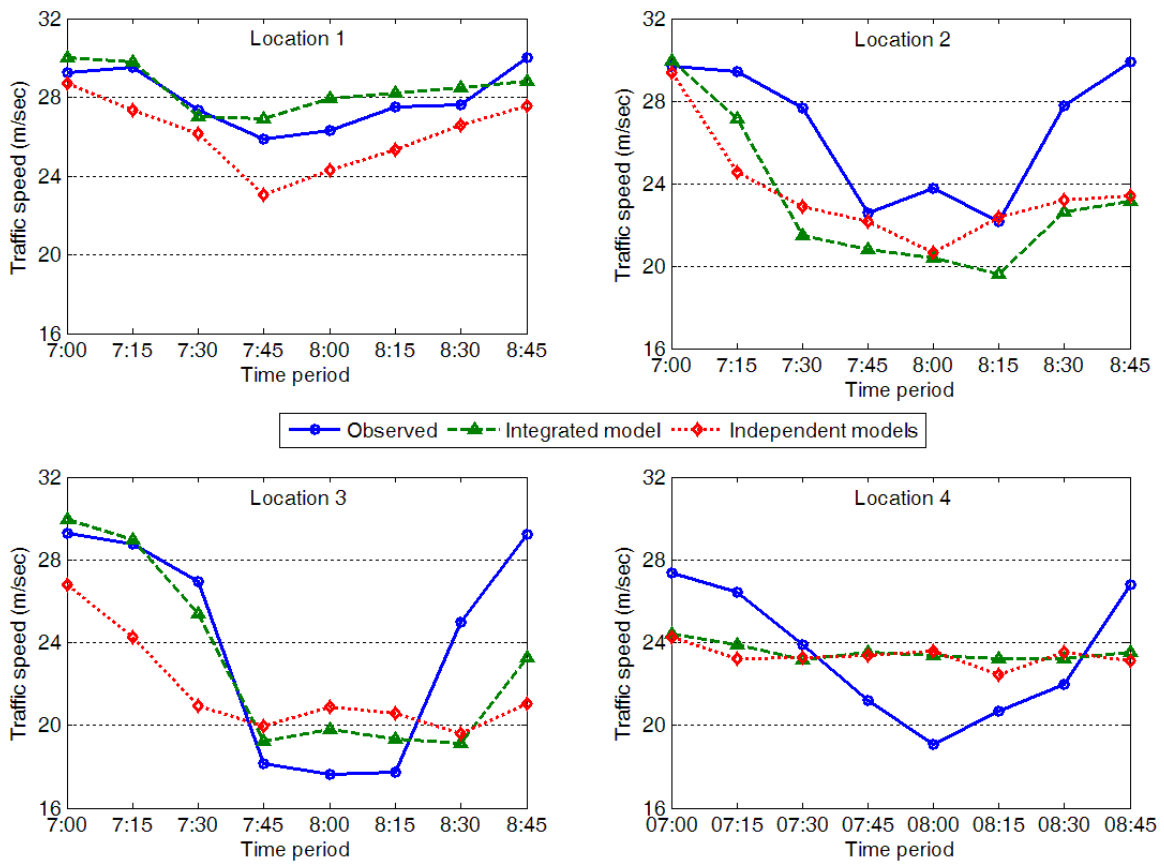 Location 1
32
28
24
20
16
Traffic speed (m/sec)
7:00 7:15 7:30 7:45 8:00 8:15 8:30 8:45
Time period
Location 2
32
28
24
20
16
Traffic speed (m/sec)
7:00 7:15 7:30 7:45 8:00 8:15 8:30 8:45
Time period
Observed Integrated model Independent models
Location 3
32
28
24
20
16
Traffic speed (m/sec)
7:00 7:15 7:30 7:45 8:00 8:15 8:30 8:45
Time period
Location 4
32
28
24
20
16
Traffic speed (m/sec)
07:00 07:15 07:30 07:45 08:00 08:15 08:30 08:45
Time period